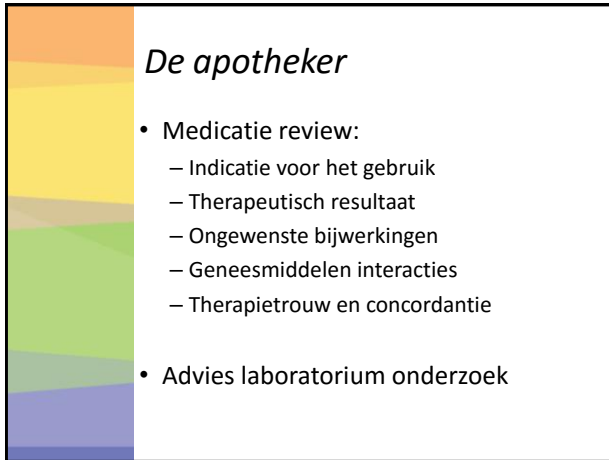 De apotheker
• Medicatie review:
– Indicatie voor het gebruik
– Therapeutisch resultaat
– Ongewenste bijwerkingen
– Geneesmiddelen interacties
– Therapietrouw en concordantie
• Advies laboratorium onderzoek